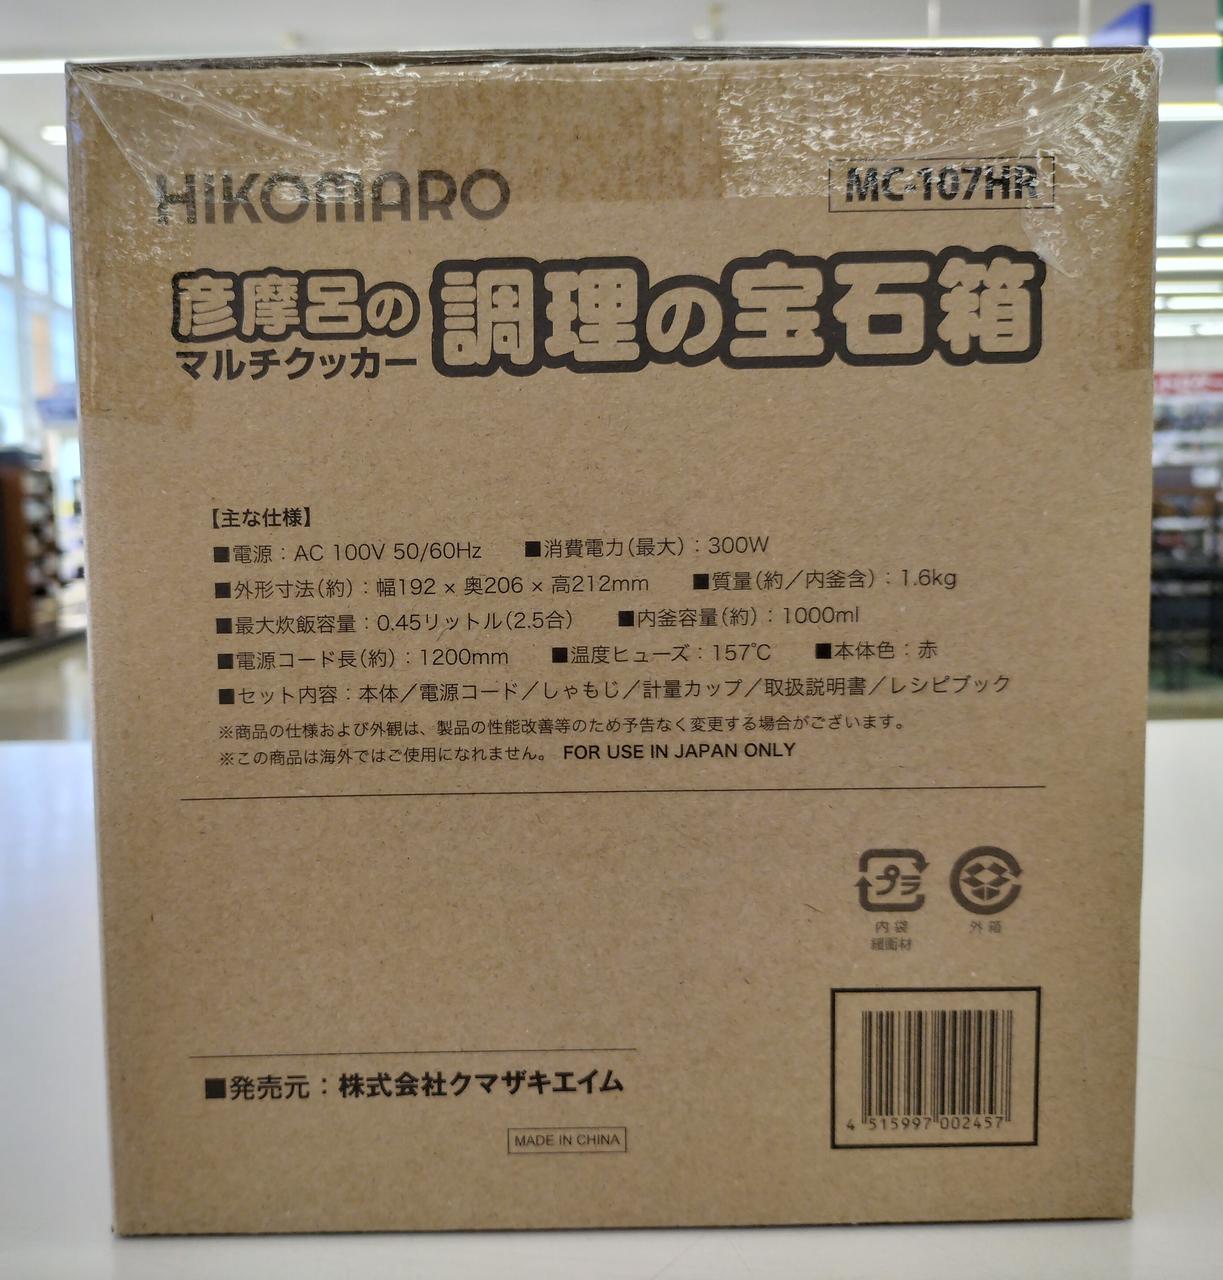 HIKOMARO
MC-107HR
彦摩呂の
マルチクッカー
調理の宝石箱
【主な仕様】
■電源：AC 100V 50/60Hz ■消費電力（最大）：300W
■外形寸法（約）：幅192 × 奥206 × 高212mm ■質量（約／内釜含）：1.6kg
■最大炊飯容量：0.45リットル（2.5合） ■内釜容量（約）：1000ml
■電源コード長（約）：1200mm ■温度ヒューズ：157℃ ■本体色：赤
■セット内容：本体／電源コード／しゃもじ／計量カップ／取扱説明書／レシピブック
※商品の仕様および外観は、製品の性能改善等のため予告なく変更する場合がございます。
※この商品は海外ではご使用になれません。 FOR USE IN JAPAN ONLY
プラ
内袋
緩衝材
外箱
■発売元：株式会社クマザキエイム
MADE IN CHINA
4 515997 002457